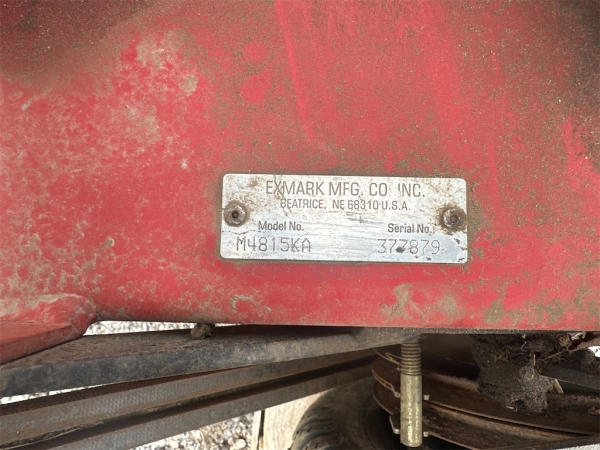 EXMARK MFG. CO. INC.
BEATRICE, NE 68310 U.S.A.
Model No. Serial No.
M4815KA 377879